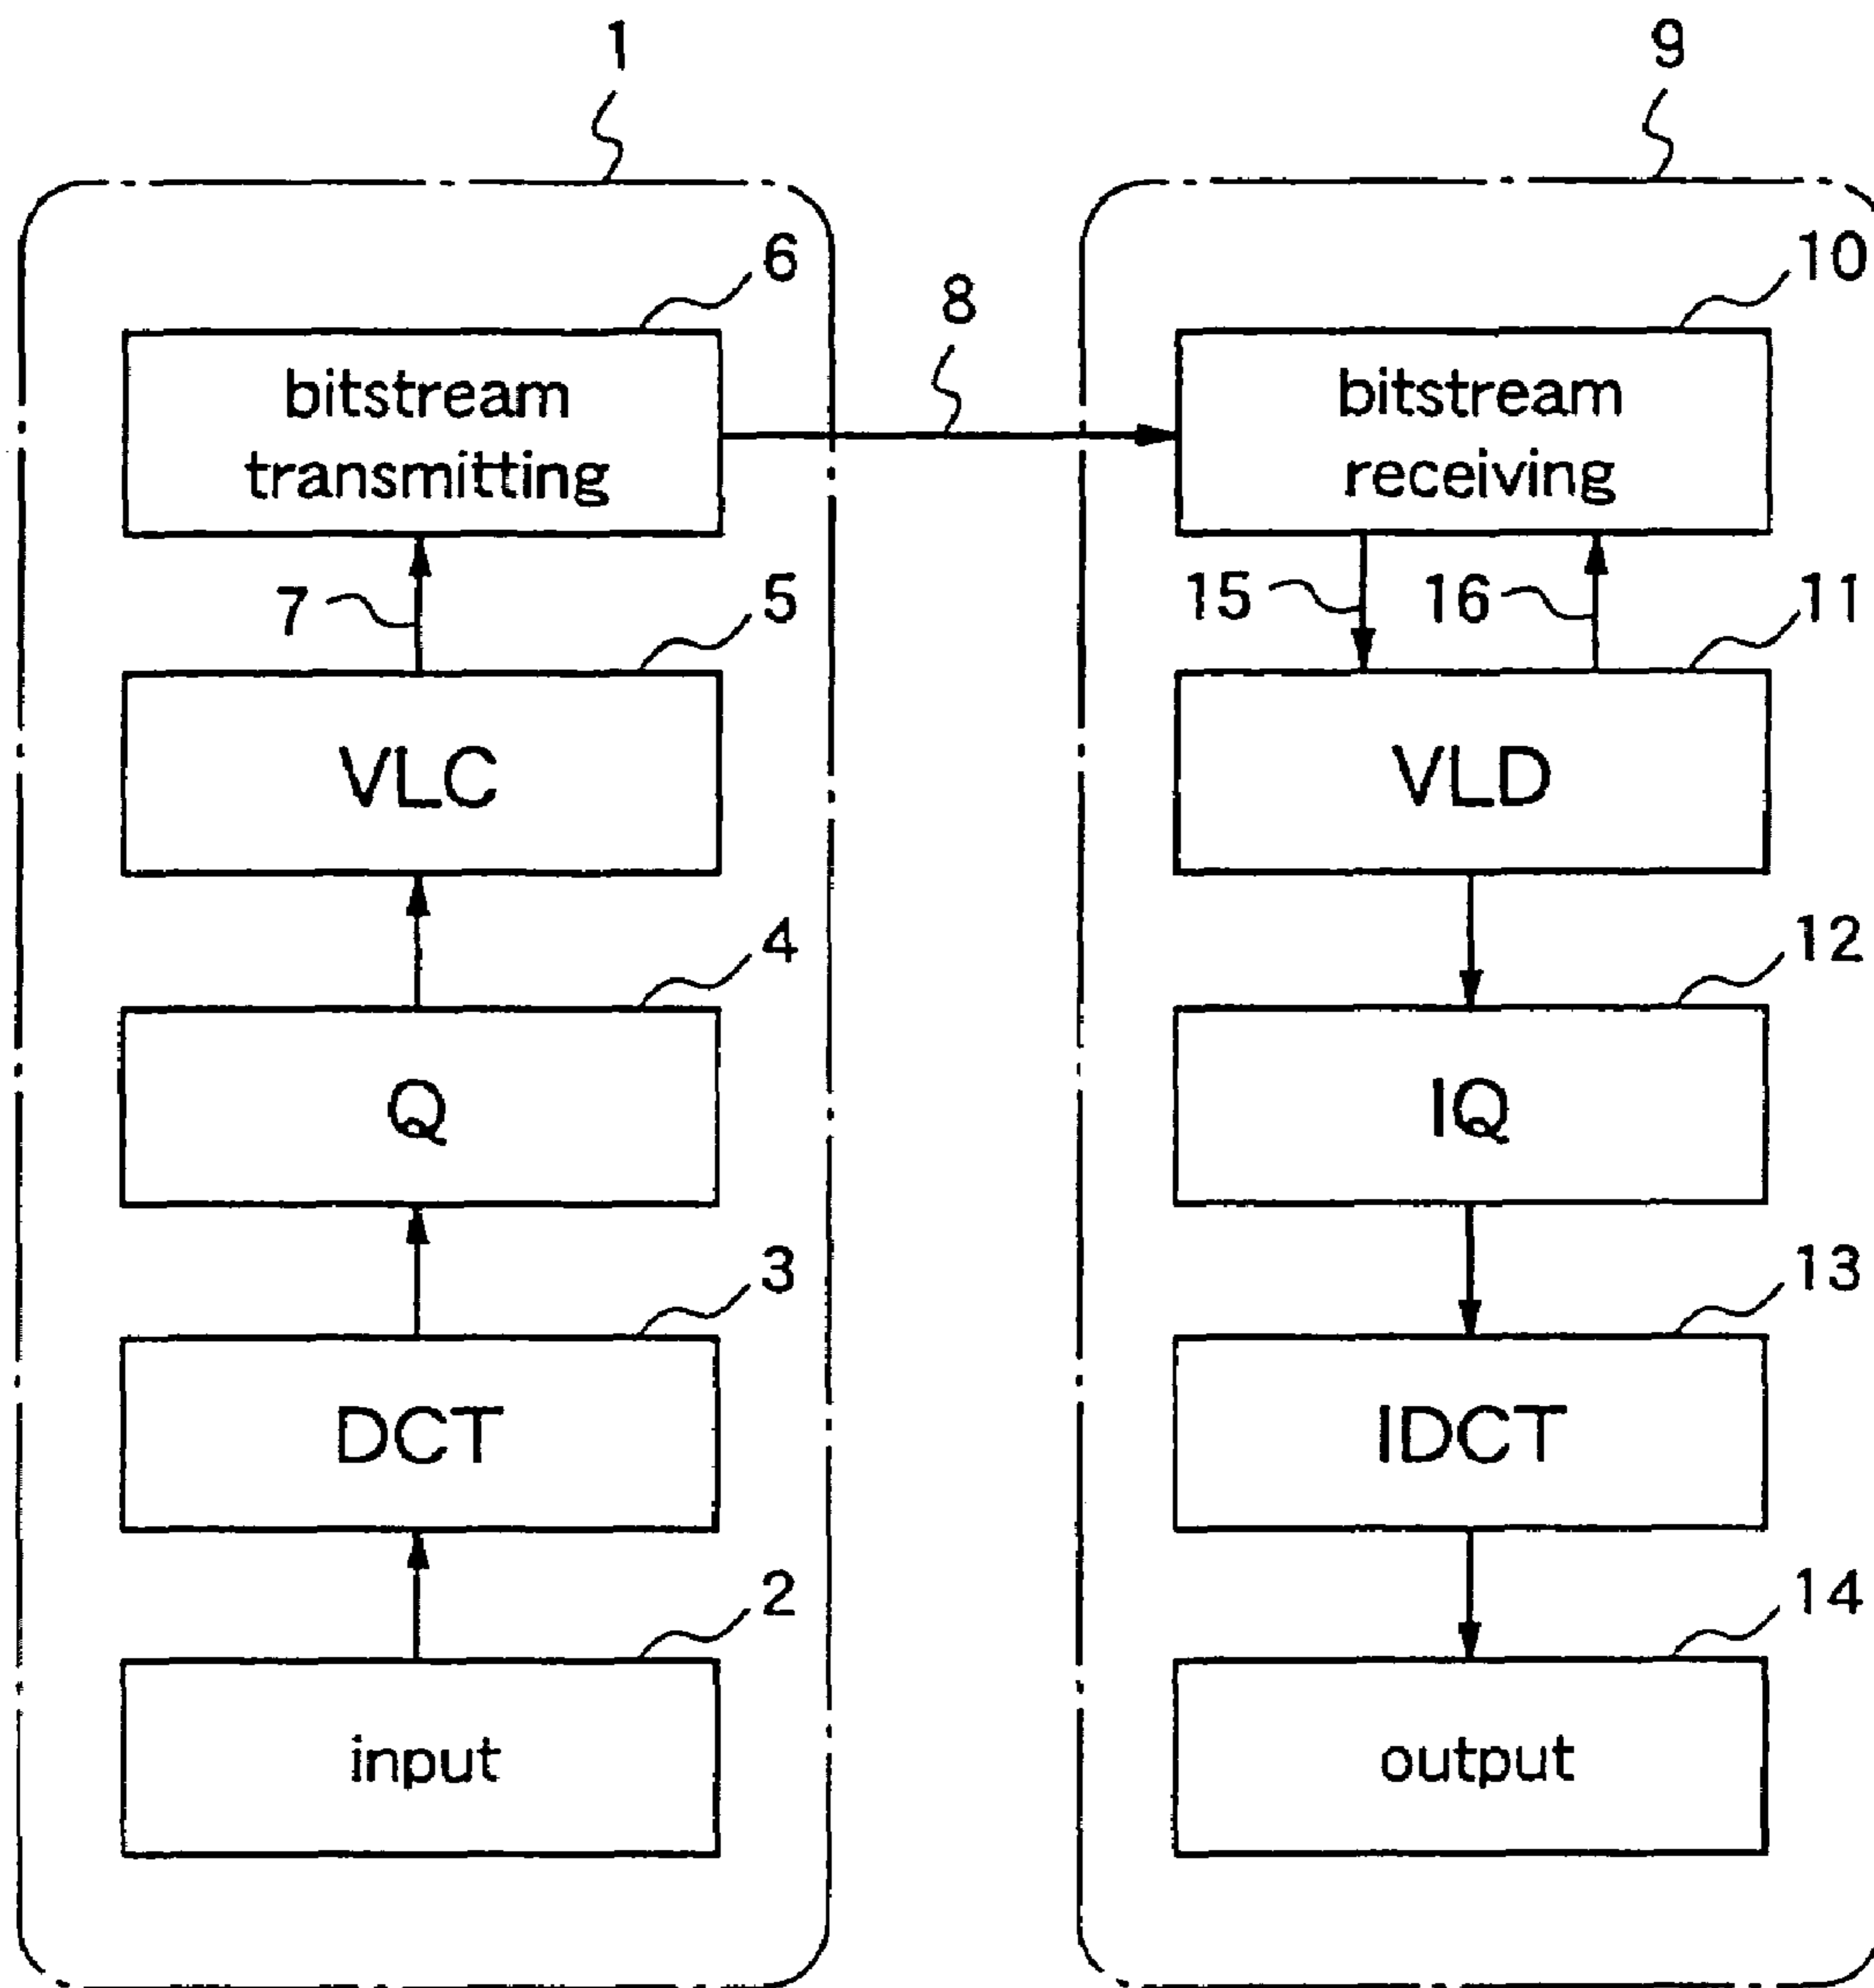 1
9
6
bitstream
transmitting
8
10
bitstream
receiving
7
5
VLC
15
16
11
VLD
4
Q
12
IQ
3
DCT
13
IDCT
2
input
14
output